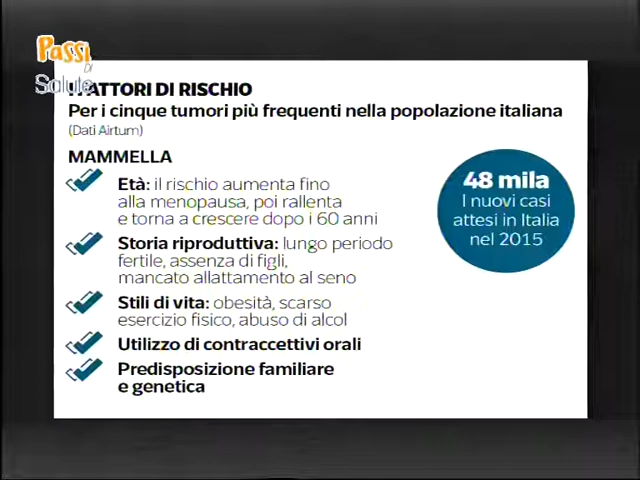 Passi
DI
Salute
I FATTORI DI RISCHIO
Per i cinque tumori più frequenti nella popolazione italiana
(Dati Airtum)
MAMMELLA
Età: il rischio aumenta fino
alla menopausa, poi rallenta
e torna a crescere dopo i 60 anni
Storia riproduttiva: lungo periodo
fertile, assenza di figli,
mancato allattamento al seno
Stili di vita: obesità, scarso
esercizio fisico, abuso di alcol
Utilizzo di contraccettivi orali
Predisposizione familiare
e genetica
48 mila
I nuovi casi
attesi in Italia
nel 2015